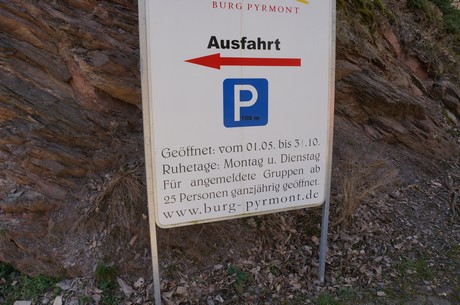 BURG PYRMONT
Ausfahrt
P
100 m
Geöffnet: vom 01.05. bis 31.10.
Ruhetage: Montag u. Dienstag
Für angemeldete Gruppen ab
25 Personen ganzjährig geöffnet.
www.burg-pyrmont.de